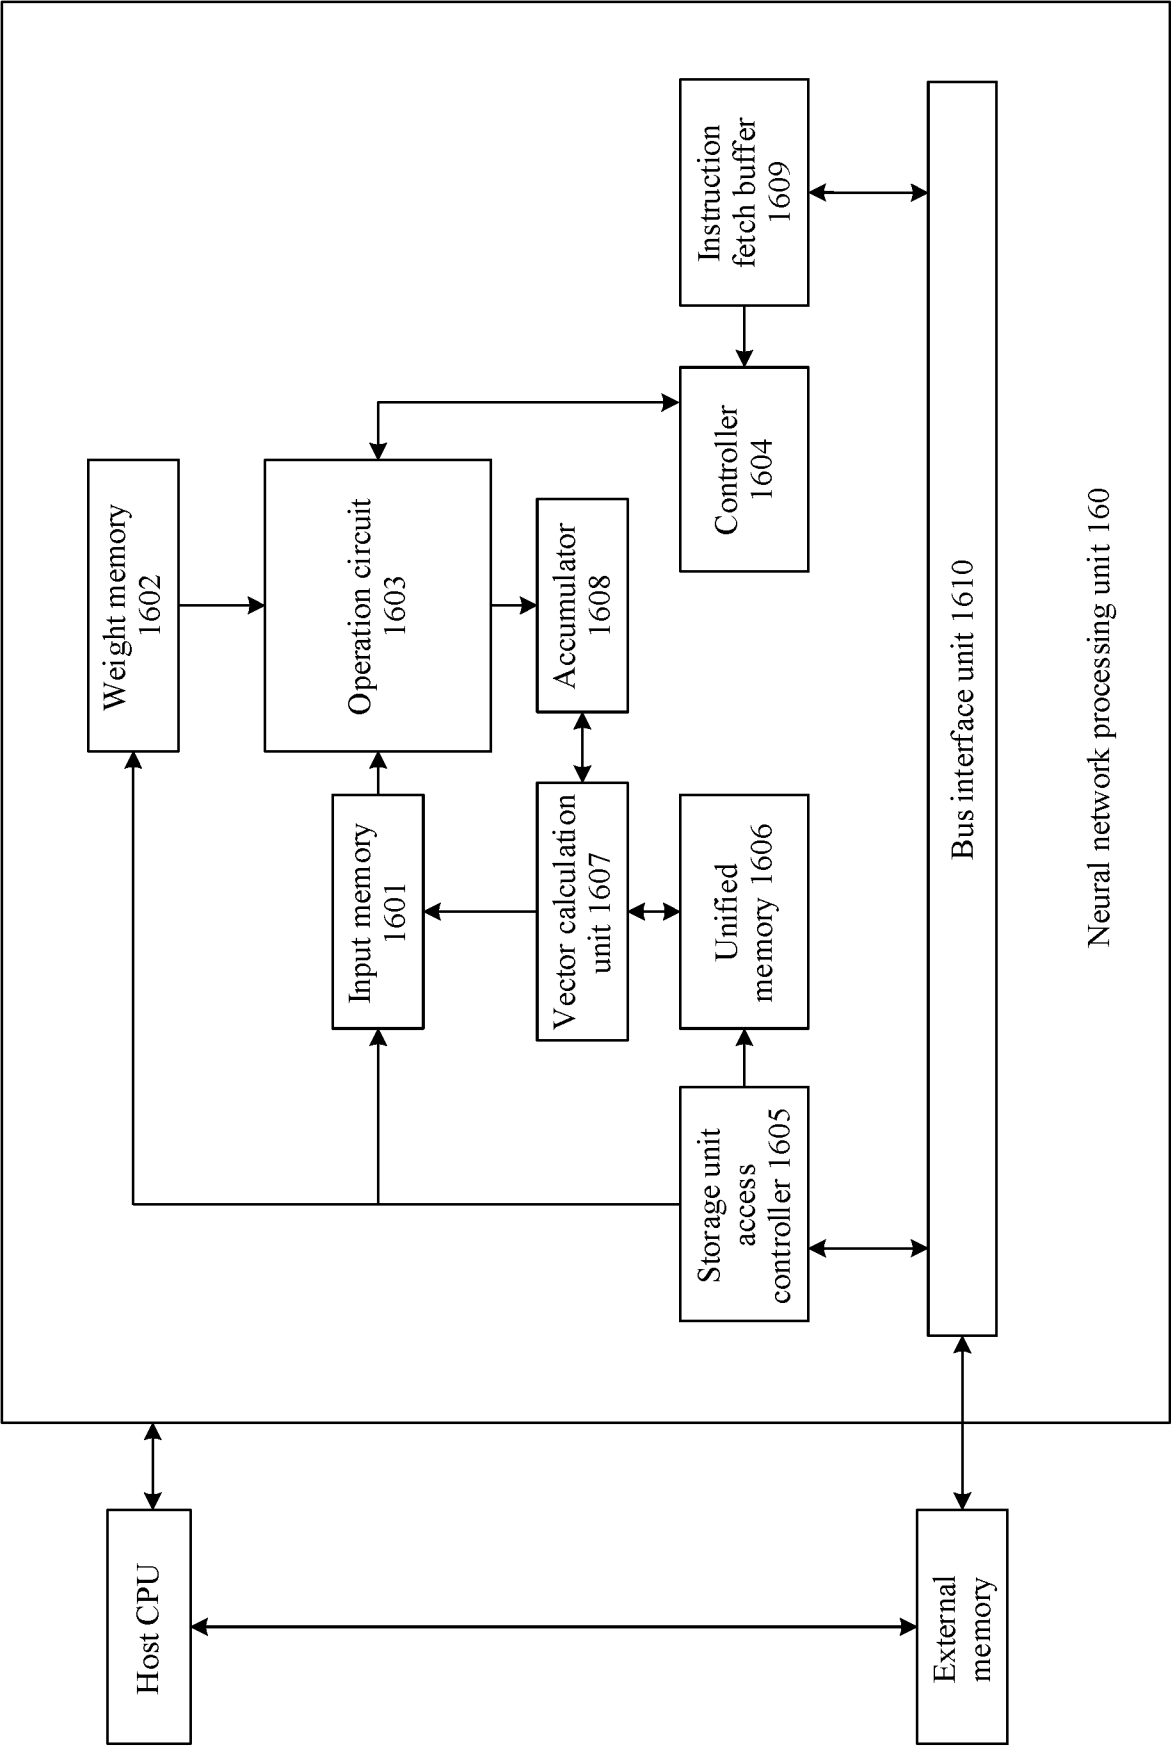 Host CPU
External
memory
Weight memory
1602
Input memory
1601
Operation circuit
1603
Vector calculation
unit 1607
Accumulator
1608
Storage unit
access
controller 1605
Unified
memory 1606
Controller
1604
Instruction
fetch buffer
1609
Bus interface unit 1610
Neural network processing unit 160